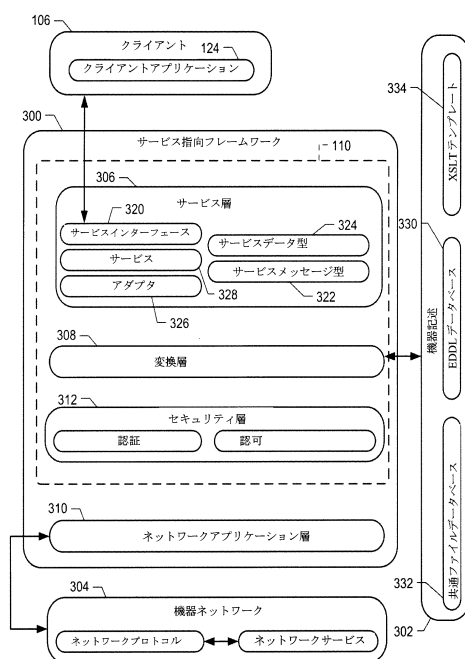 106
クライアント
124
クライアントアプリケーション
300
サービス指向フレームワーク
110
306
サービス層
320
サービスインターフェース
324
サービスデータ型
サービス
328
サービスメッセージ型
アダプタ
322
326
308
変換層
312
セキュリティ層
認証
認可
310
ネットワークアプリケーション層
304
機器ネットワーク
ネットワークプロトコル
ネットワークサービス
334
XSLTテンプレート
330
EDDLデータベース
機器記述
共通ファイルデータベース
332
302